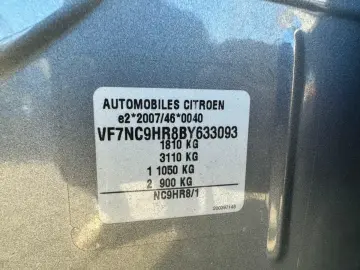 AUTOMOBILES CITROEN
e2*2007/46*0040
VF7NC9HR8BY633093
1810 KG
3110 KG
1 1050 KG
2 900 KG
NC9HR8/1